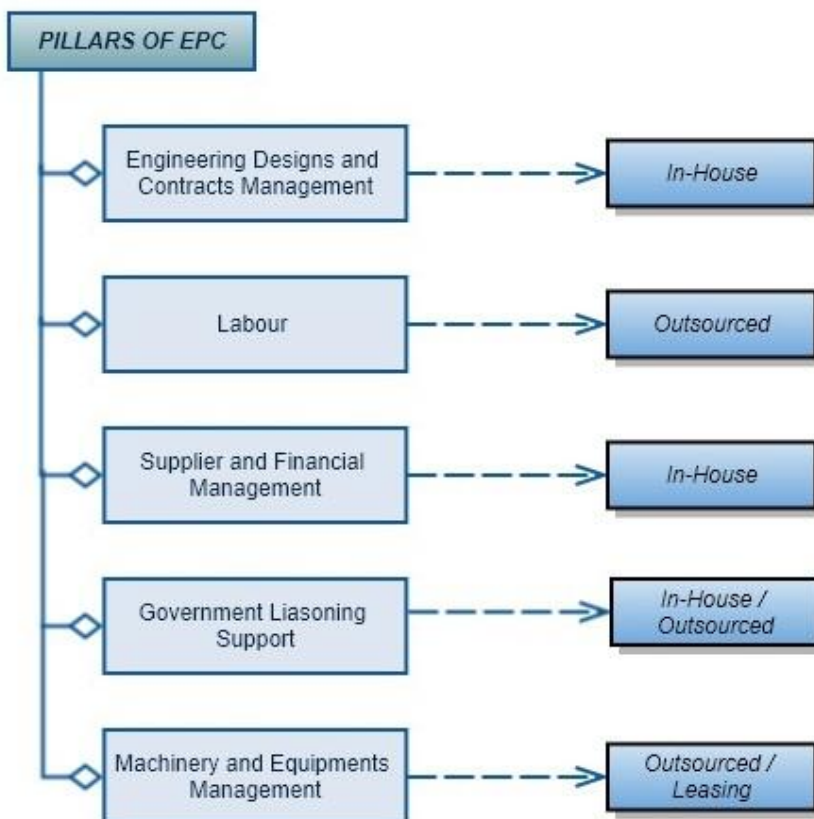 PILLARS OF EPC
Engineering Designs and
Contracts Management
In-House
Labour
Outsourced
Supplier and Financial
Management
In-House
Government Liasoning
Support
In-House /
Outsourced
Machinery and Equipments
Management
Outsourced /
Leasing